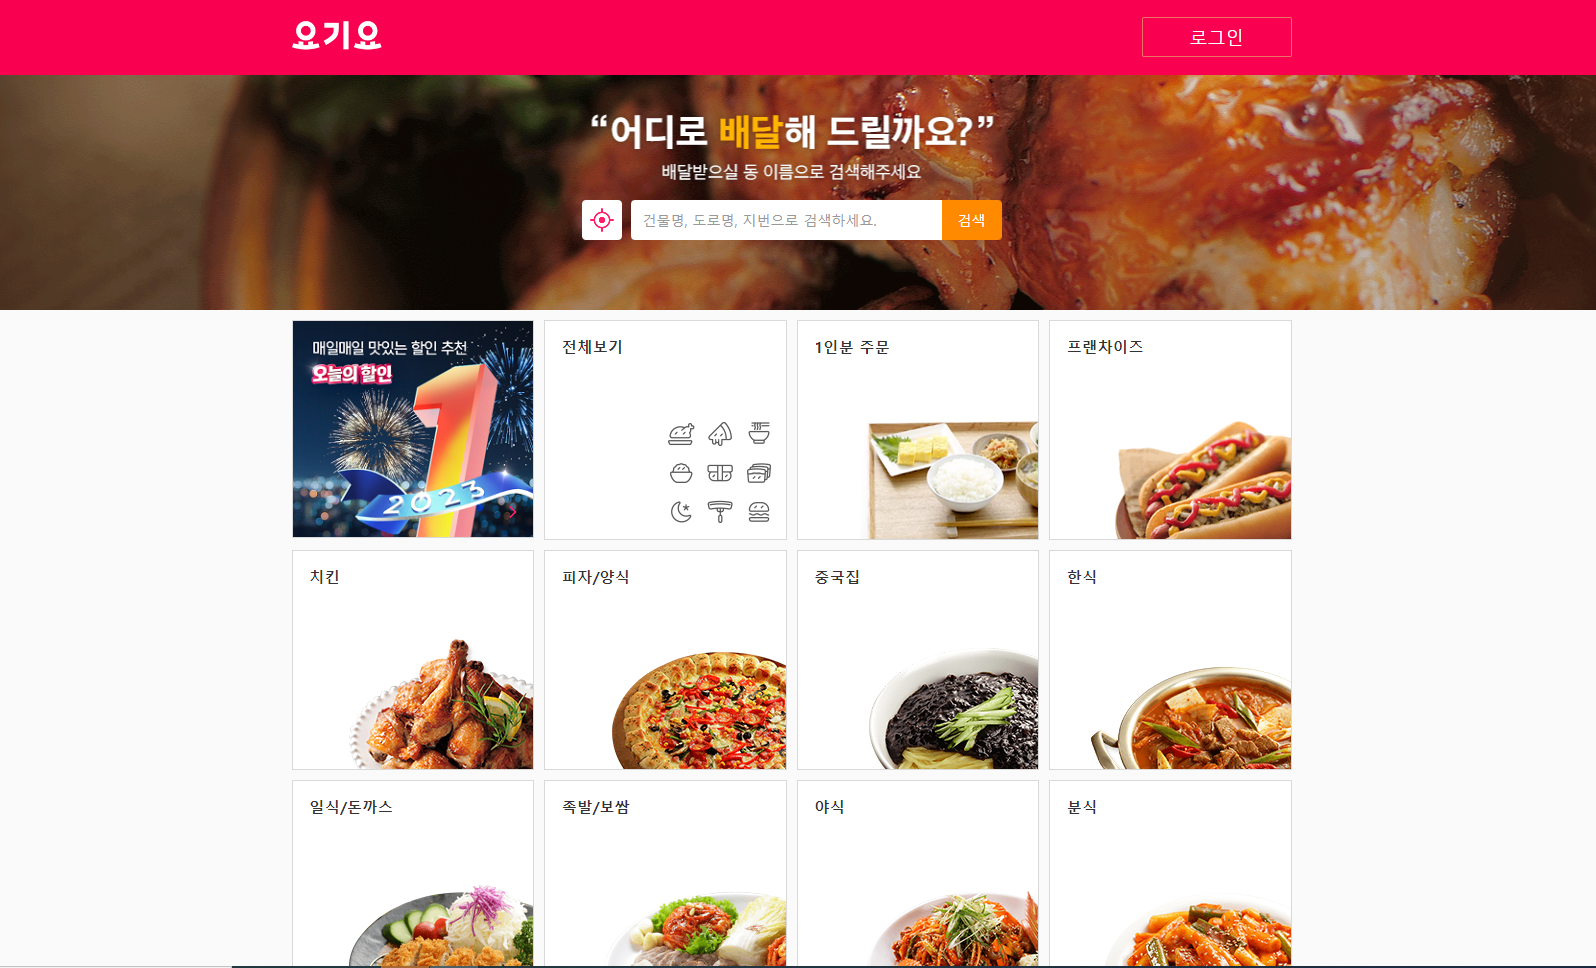 요기요
로그인
“어디로 배달해 드릴까요?”
배달받으실 동 이름으로 검색해주세요
건물명, 도로명, 지번으로 검색하세요.
검색
매일매일 맛있는 할인 추천
오늘의 할인
1
2023
전체보기
1인분 주문
프랜차이즈
치킨
피자/양식
중국집
한식
일식/돈까스
족발/보쌈
야식
분식